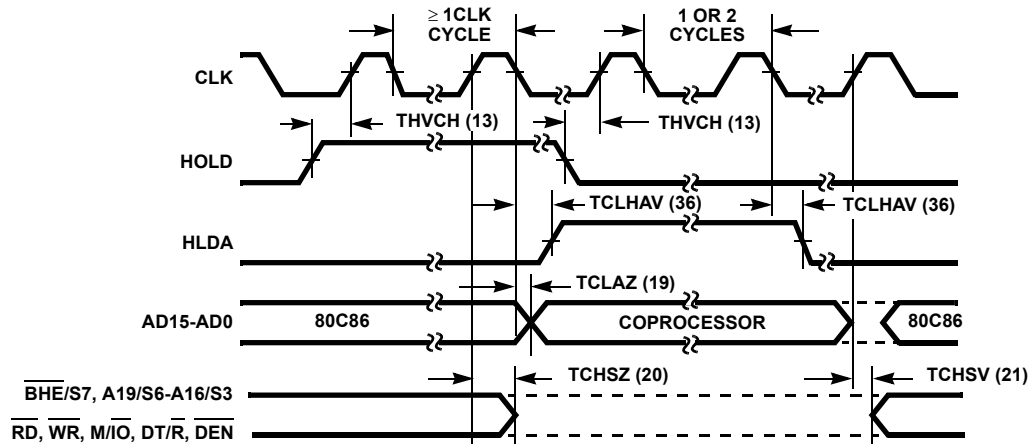 ≥ 1CLK
CYCLE
1 OR 2
CYCLES
CLK
THVCH (13)
THVCH (13)
HOLD
TCLHAV (36)
TCLHAV (36)
HLDA
TCLAZ (19)
AD15-AD0
80C86
COPROCESSOR
80C86
TCHSZ (20)
TCHSV (21)
BHE/S7, A19/S6-A16/S3
RD, WR, M/IO, DT/R, DEN